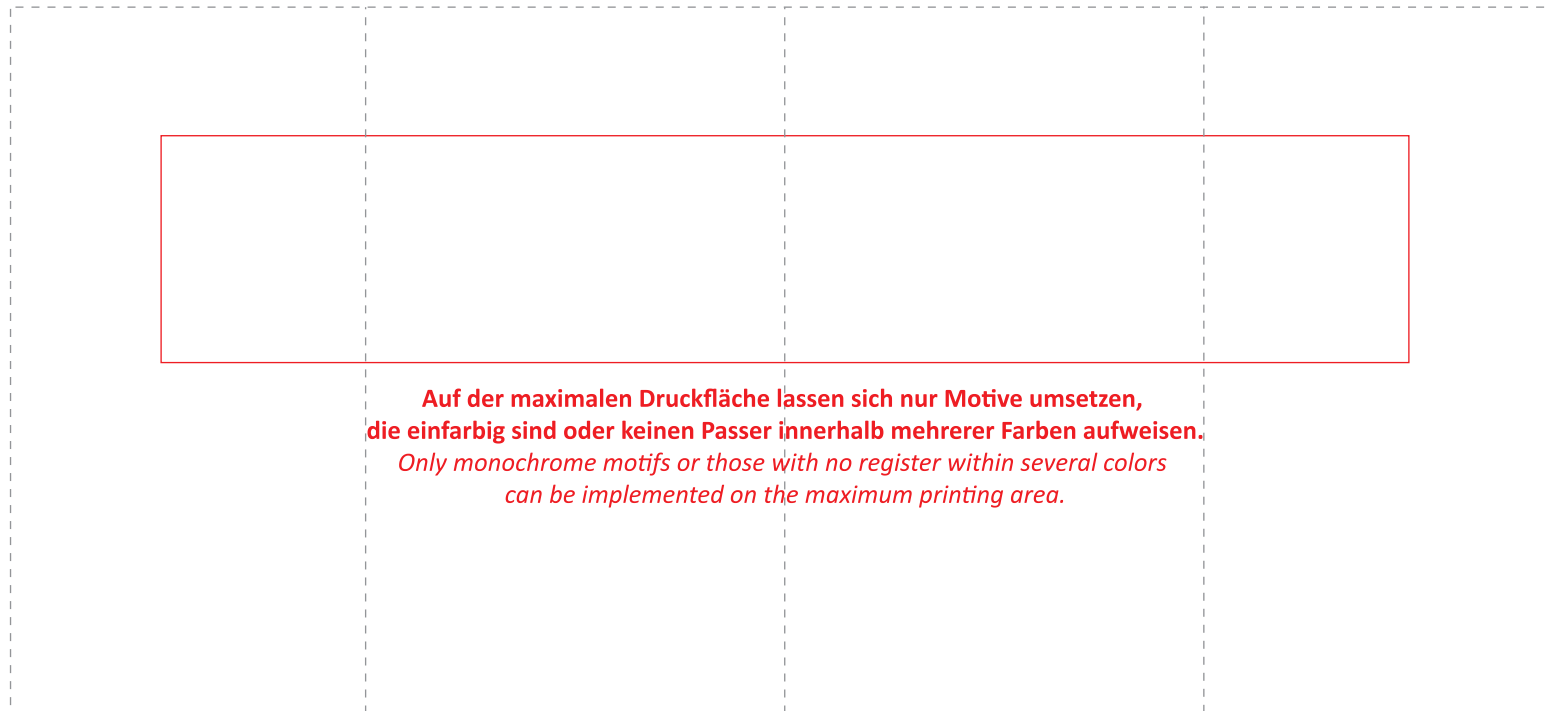 Auf der maximalen Druckfläche lassen sich nur Motive umsetzen,
die einfarbig sind oder keinen Passer innerhalb mehrerer Farben aufweisen.
Only monochrome motifs or those with no register within several colors
can be implemented on the maximum printing area.